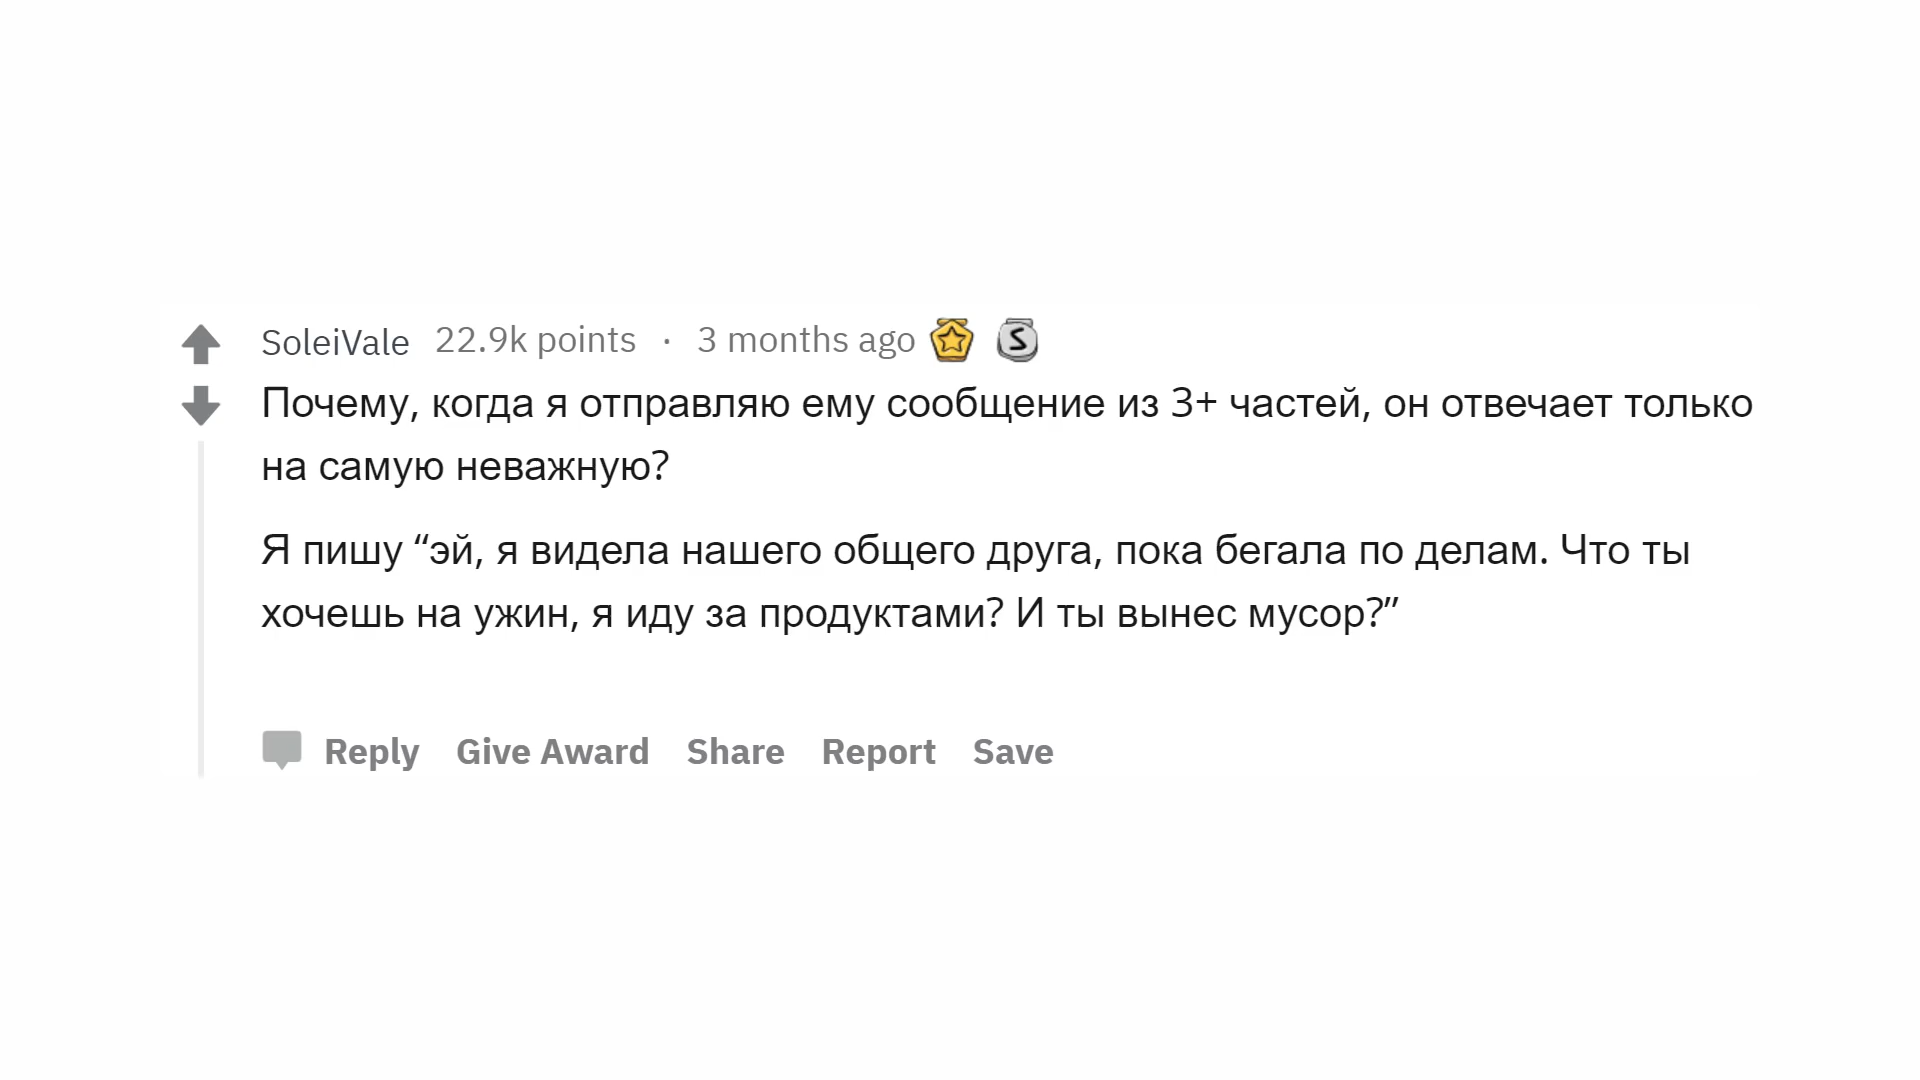 SoleiVale 22.9k points · 3 months ago
Почему, когда я отправляю ему сообщение из 3+ частей, он отвечает только
на самую неважную?
Я пишу “эй, я видела нашего общего друга, пока бегала по делам. Что ты
хочешь на ужин, я иду за продуктами? И ты вынес мусор?”
Reply Give Award Share Report Save